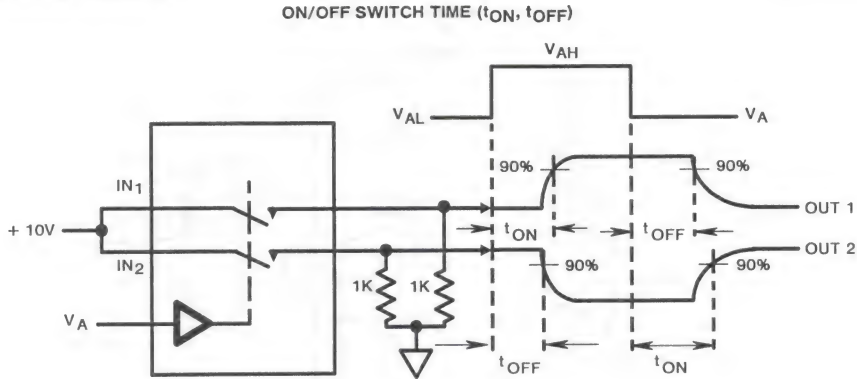 ON/OFF SWITCH TIME (tON, tOFF)
VAH
VAL
VA
90%
90%
IN1
OUT 1
+ 10V
tON
tOFF
OUT 2
IN2
90%
90%
1K
1K
VA
tOFF
tON